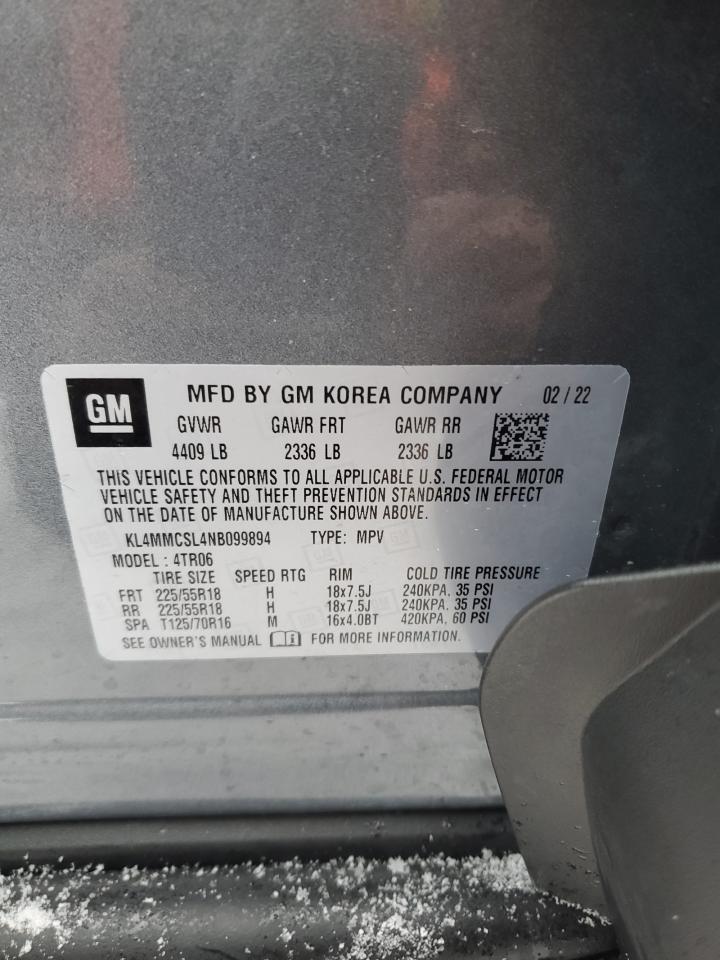 GM MFD BY GM KOREA COMPANY 02 / 22
GVWR GAWR FRT GAWR RR
4409 LB 2336 LB 2336 LB
THIS VEHICLE CONFORMS TO ALL APPLICABLE U.S. FEDERAL MOTOR
VEHICLE SAFETY AND THEFT PREVENTION STANDARDS IN EFFECT
ON THE DATE OF MANUFACTURE SHOWN ABOVE.
KL4MMCSL4NB099894 TYPE: MPV
MODEL : 4TR06
TIRE SIZE SPEED RTG RIM COLD TIRE PRESSURE
FRT 225/55R18 H 18x7.5J 240KPA, 35 PSI
RR 225/55R18 H 18x7.5J 240KPA, 35 PSI
SPA T125/70R16 M 16x4.0BT 420KPA, 60 PSI
SEE OWNER'S MANUAL FOR MORE INFORMATION.